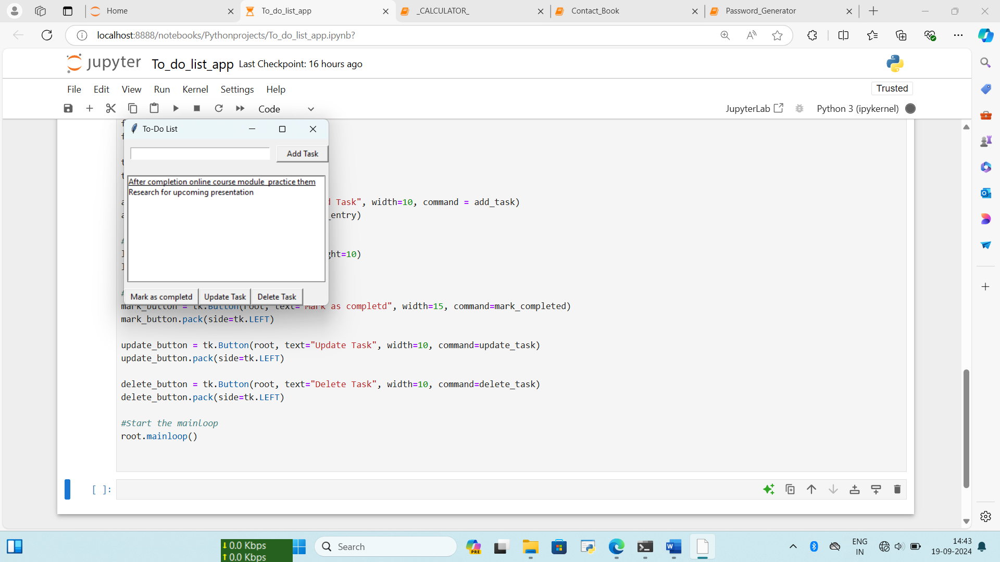 Home
To_do_list_app
_CALCULATOR_
Contact_Book
Password_Generator
localhost:8888/notebooks/Pythonprojects/To_do_list_app.ipynb?
jupyter To_do_list_app Last Checkpoint: 16 hours ago
File Edit View Run Kernel Settings Help
Trusted
Code
JupyterLab
Python 3 (ipykernel)
To-Do List
Add Task
After completion online course module practice them
Research for upcoming presentation
Mark as completd Update Task Delete Task
Task", width=10, command = add_task)
_entry)
ght=10)
mark_button = tk.Button(root, text="Mark as completd", width=15, command=mark_completed)
mark_button.pack(side=tk.LEFT)
update_button = tk.Button(root, text="Update Task", width=10, command=update_task)
update_button.pack(side=tk.LEFT)
delete_button = tk.Button(root, text="Delete Task", width=10, command=delete_task)
delete_button.pack(side=tk.LEFT)
#Start the mainloop
root.mainloop()
[ ]:
↓ 0.0 Kbps
↑ 0.0 Kbps
Search
PRE
ENG
IN
14:43
19-09-2024